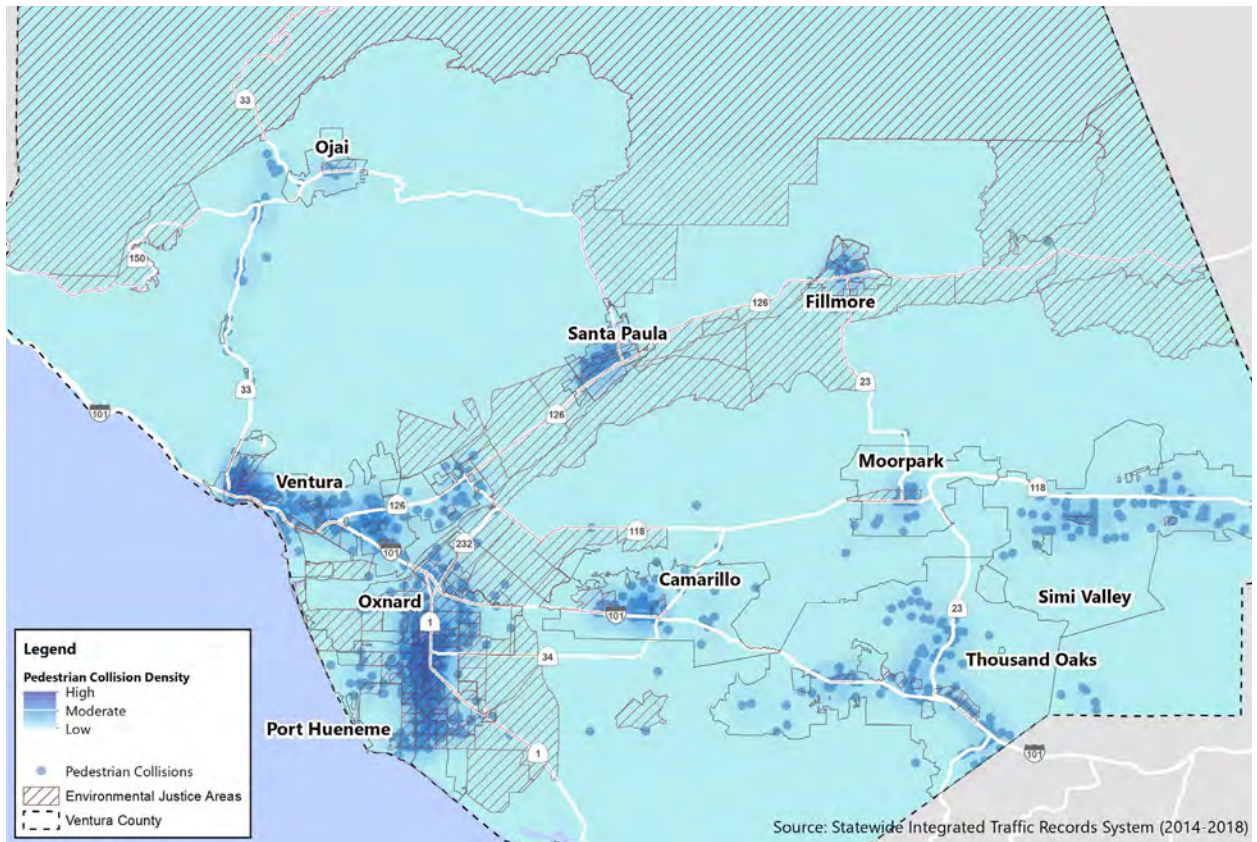 33
Ojai
150
Fillmore
126
Santa Paula
23
33
101
126
Moorpark
Ventura
118
126
118
232
101
Camarillo
Oxnard
101
Simi Valley
23
1
34
Thousand Oaks
Port Hueneme
1
101
Legend
Pedestrian Collision Density
High
Moderate
Low
Pedestrian Collisions
Environmental Justice Areas
Ventura County
Source: Statewide Integrated Traffic Records System (2014-2018)